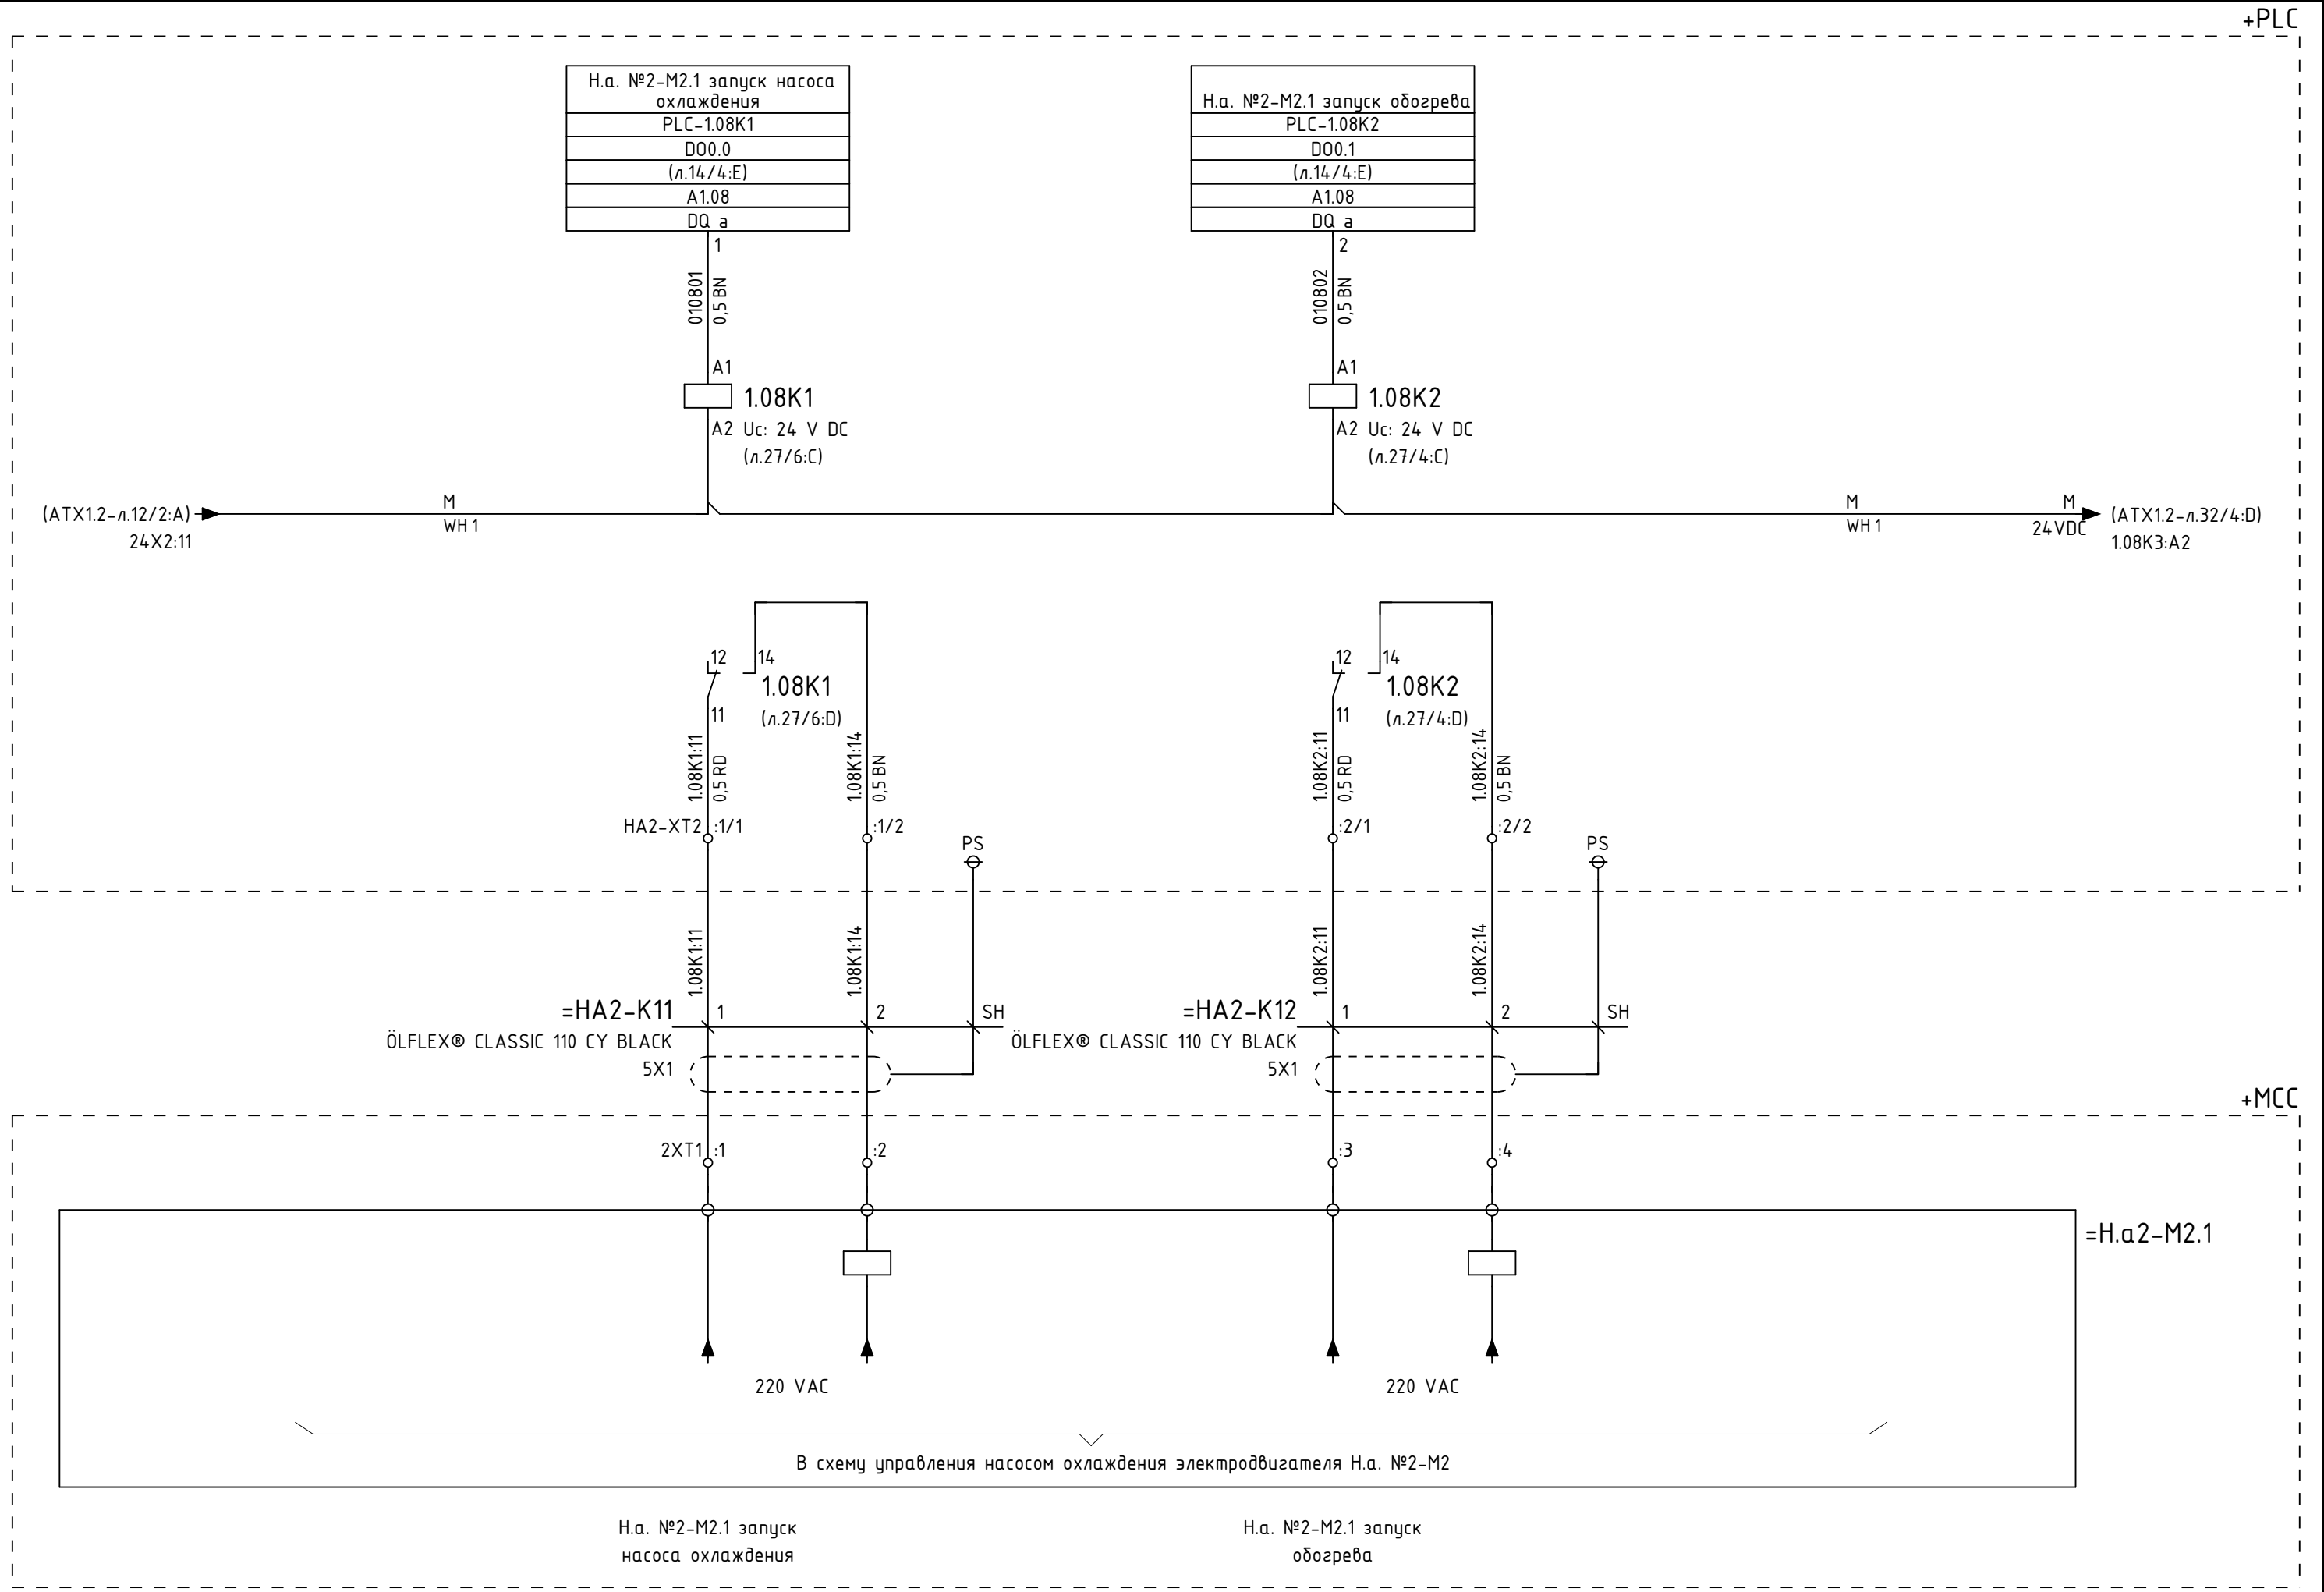 +PLC
Н.а. №2-М2.1 запуск насоса
охлаждения
PLC-1.08K1
DO0.0
(л.14/4:E)
A1.08
DQ a
1
010801
0,5 BN
A1
1.08K1
A2 Uc: 24 V DC
(л.27/6:C)
Н.а. №2-М2.1 запуск обогрева
PLC-1.08K2
DO0.1
(л.14/4:E)
A1.08
DQ a
2
010802
0,5 BN
A1
1.08K2
A2 Uc: 24 V DC
(л.27/4:C)
(ATX1.2-л.12/2:A)
24X2:11
M
WH 1
M
WH 1
M
24VDC
(ATX1.2-л.32/4:D)
1.08K3:A2
12
14
1.08K1
11
(л.27/6:D)
1.08K1:11
0,5 RD
1.08K1:14
0,5 BN
HA2-XT2
:1/1
:1/2
PS
12
14
1.08K2
11
(л.27/4:D)
1.08K2:11
0,5 RD
1.08K2:14
0,5 BN
:2/1
:2/2
PS
1.08K1:11
1.08K1:14
=HA2-K11
1
2
SH
ÖLFLEX® CLASSIC 110 CY BLACK
5X1
1.08K2:11
1.08K2:14
=HA2-K12
1
2
SH
ÖLFLEX® CLASSIC 110 CY BLACK
5X1
+MCC
2XT1
:1
:2
:3
:4
=Н.а2-М2.1
220 VAC
220 VAC
В схему управления насосом охлаждения электродвигателя Н.а. №2-М2
Н.а. №2-М2.1 запуск
насоса охлаждения
Н.а. №2-М2.1 запуск
обогрева